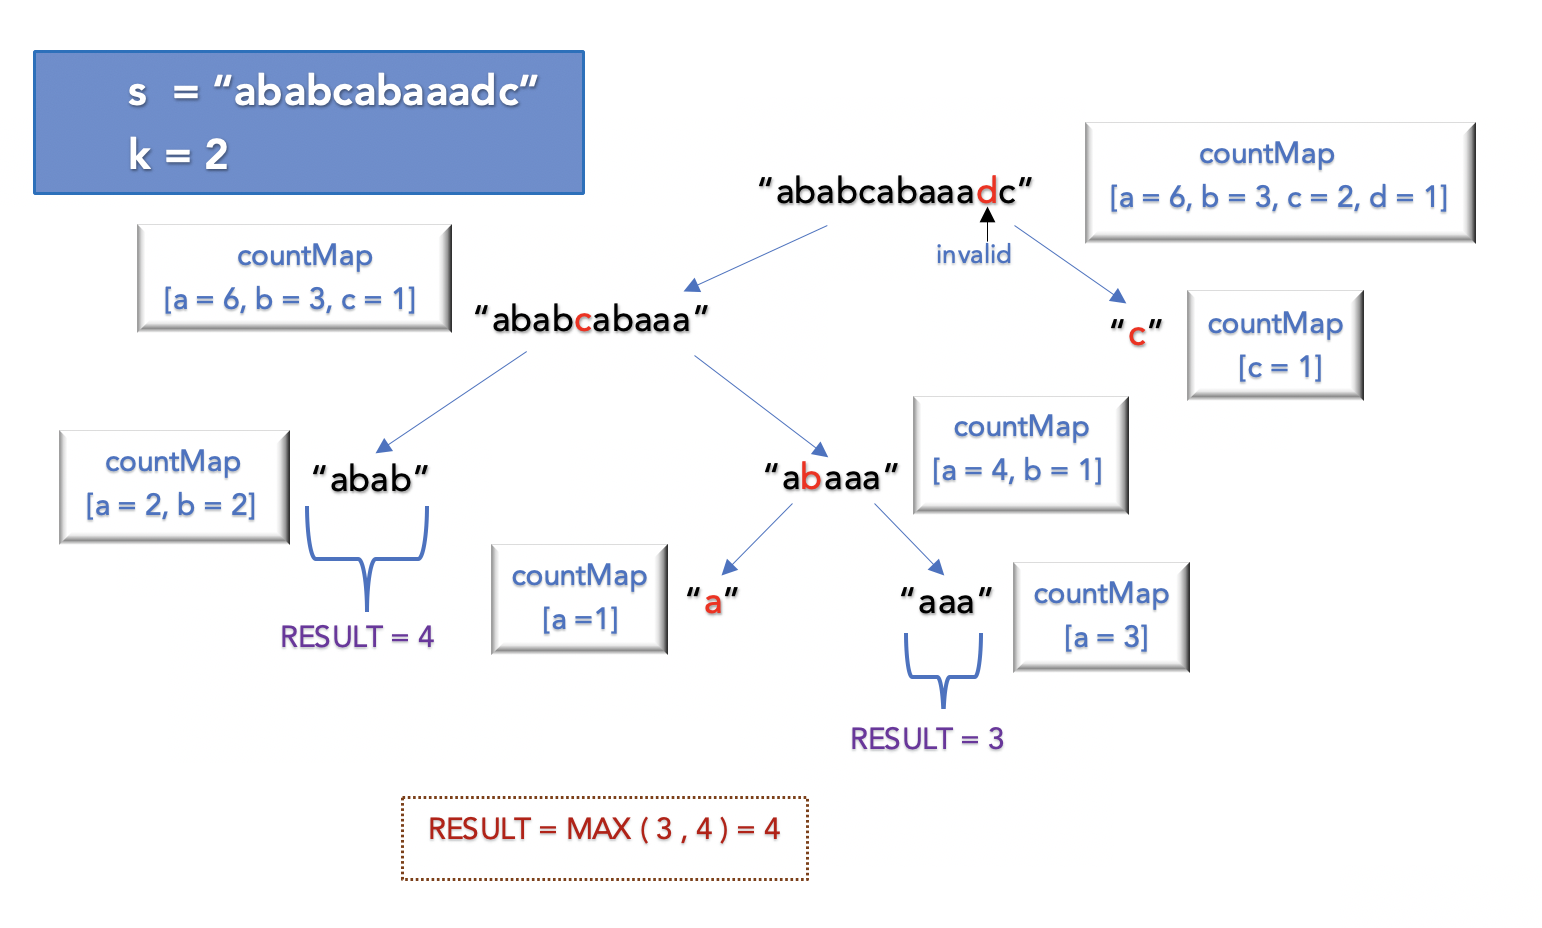 s = “ababcabaaadc”
k = 2
“ababcabaaadc”
invalid
countMap
[a = 6, b = 3, c = 2, d = 1]
countMap
[a = 6, b = 3, c = 1]
“ababcabaaa”
“c”
countMap
[c = 1]
countMap
[a = 2, b = 2]
“abab”
RESULT = 4
“abaaa”
countMap
[a = 4, b = 1]
countMap
[a =1]
“a”
“aaa”
countMap
[a = 3]
RESULT = 3
RESULT = MAX ( 3 , 4 ) = 4